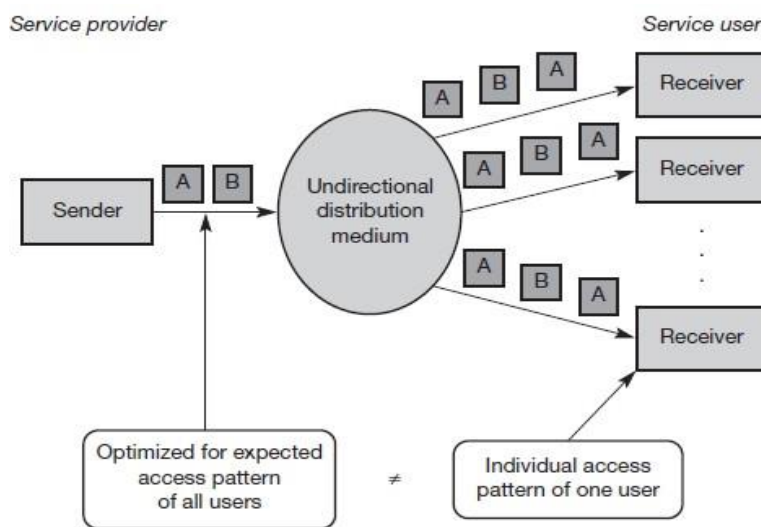 Service provider
Service user
A B A
Receiver
A B
Sender
Undirectional
distribution
medium
A B A
Receiver
.
.
.
A B A
Receiver
Optimized for expected
access pattern
of all users
≠
Individual access
pattern of one user